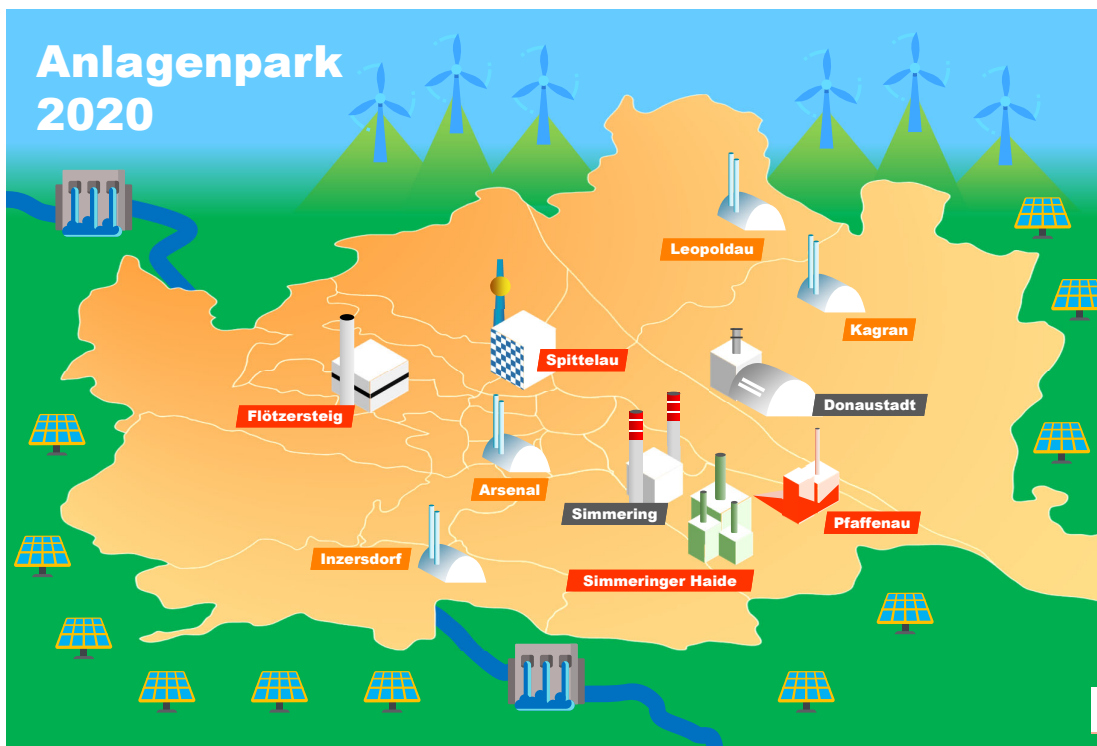 Anlagenpark
2020
Leopoldau
Kagran
Spittelau
Donaustadt
Flötzersteig
Arsenal
Simmering
Pfaffenau
Inzersdorf
Simmeringer Haide